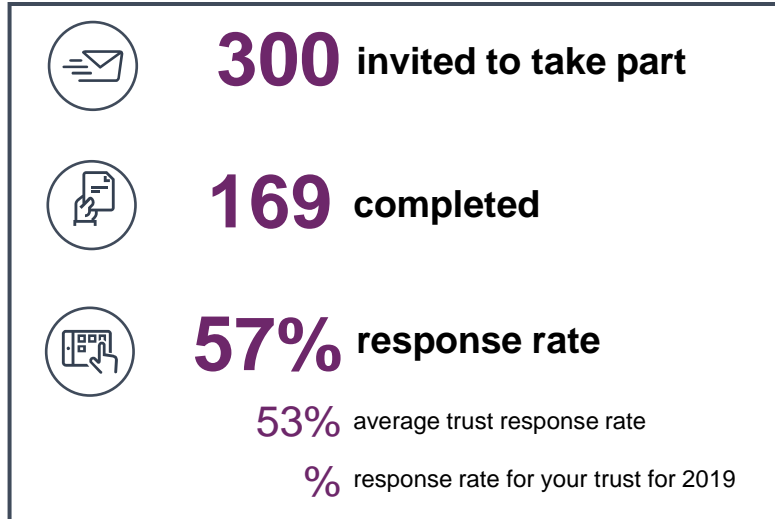 300 invited to take part
169 completed
57% response rate
53% average trust response rate
% response rate for your trust for 2019